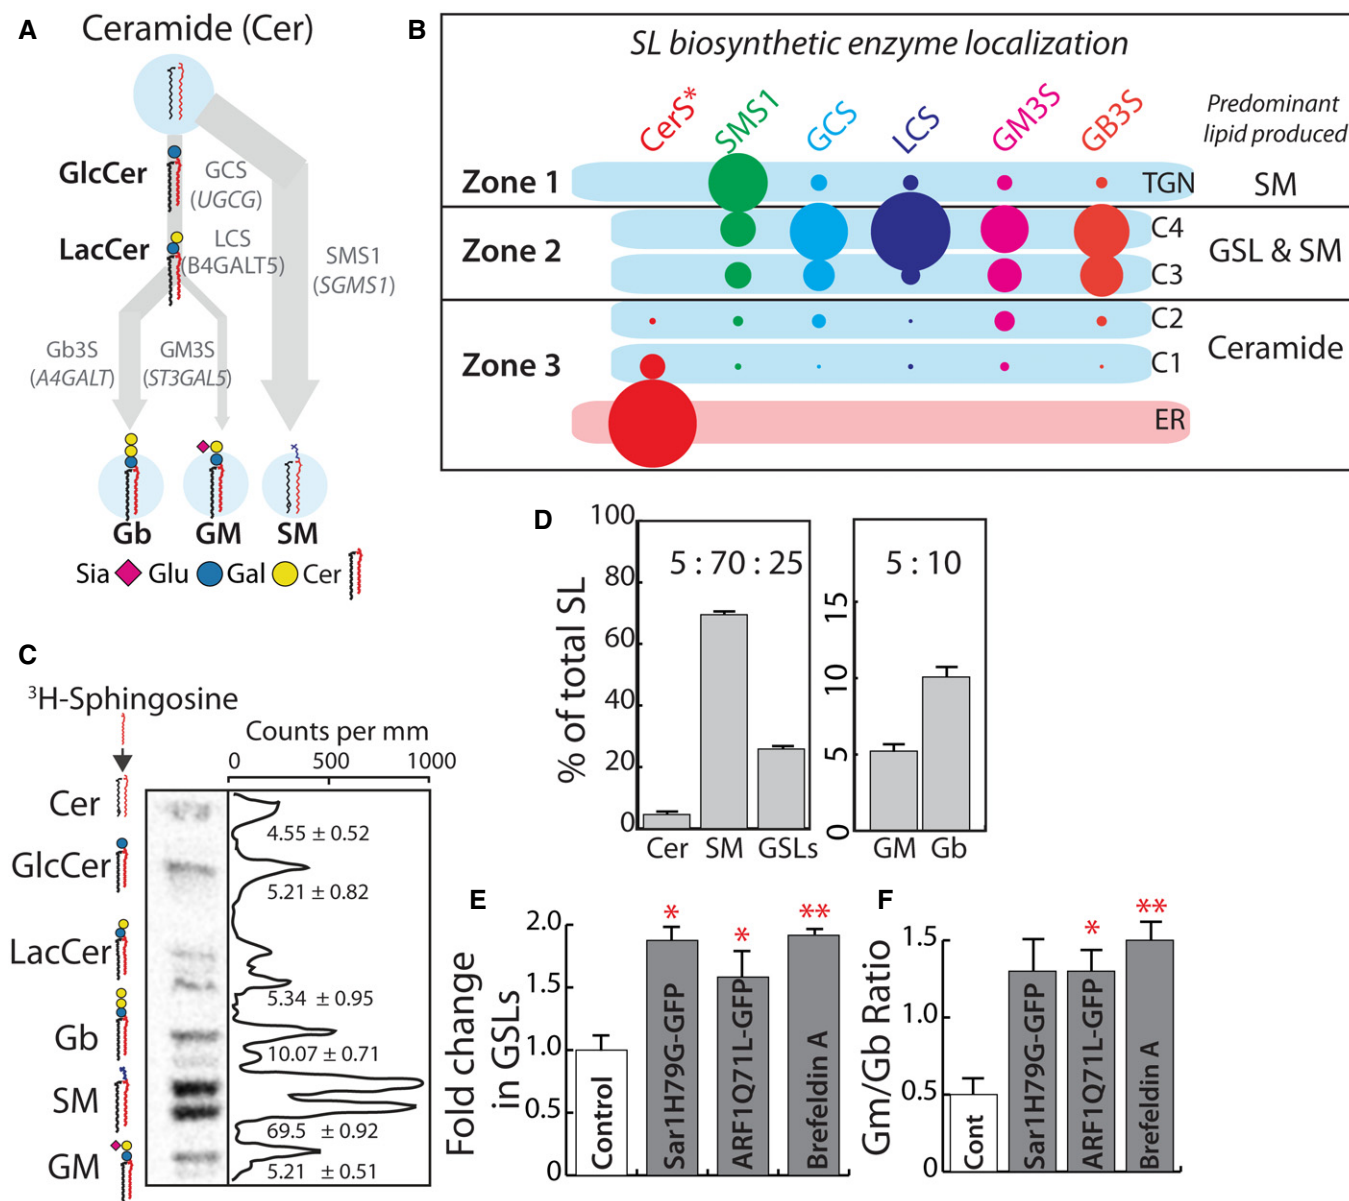 A
Ceramide (Cer)
GlcCer
GCS
(UGCG)
LacCer
LCS
(B4GALT5)
SMS1
(SGMS1)
Gb3S
(A4GALT)
GM3S
(ST3GAL5)
Gb GM SM
Sia Glu Gal Cer
B
SL biosynthetic enzyme localization
CerS* SMS1 GCS LCS GM3S GB3S
Predominant
lipid produced
Zone 1 TGN SM
Zone 2 C4 GSL & SM
C3
Zone 3 C2 Ceramide
C1
ER
C
³H-Sphingosine
Counts per mm
0 500 1000
Cer
4.55 ± 0.52
GlcCer
5.21 ± 0.82
LacCer
5.34 ± 0.95
Gb
10.07 ± 0.71
SM
69.5 ± 0.92
GM
5.21 ± 0.51
D
% of total SL
100
80
60
40
20
0
5 : 70 : 25
Cer SM GSLs
5 : 10
15
10
5
0
GM Gb
E
Fold change
in GSLs
2.0
1.5
1.0
0.5
0
* * **
Control
Sar1H79G-GFP
ARF1Q71L-GFP
Brefeldin A
F
Gm/Gb Ratio
1.5
1.0
0.5
0
* **
Cont
Sar1H79G-GFP
ARF1Q71L-GFP
Brefeldin A